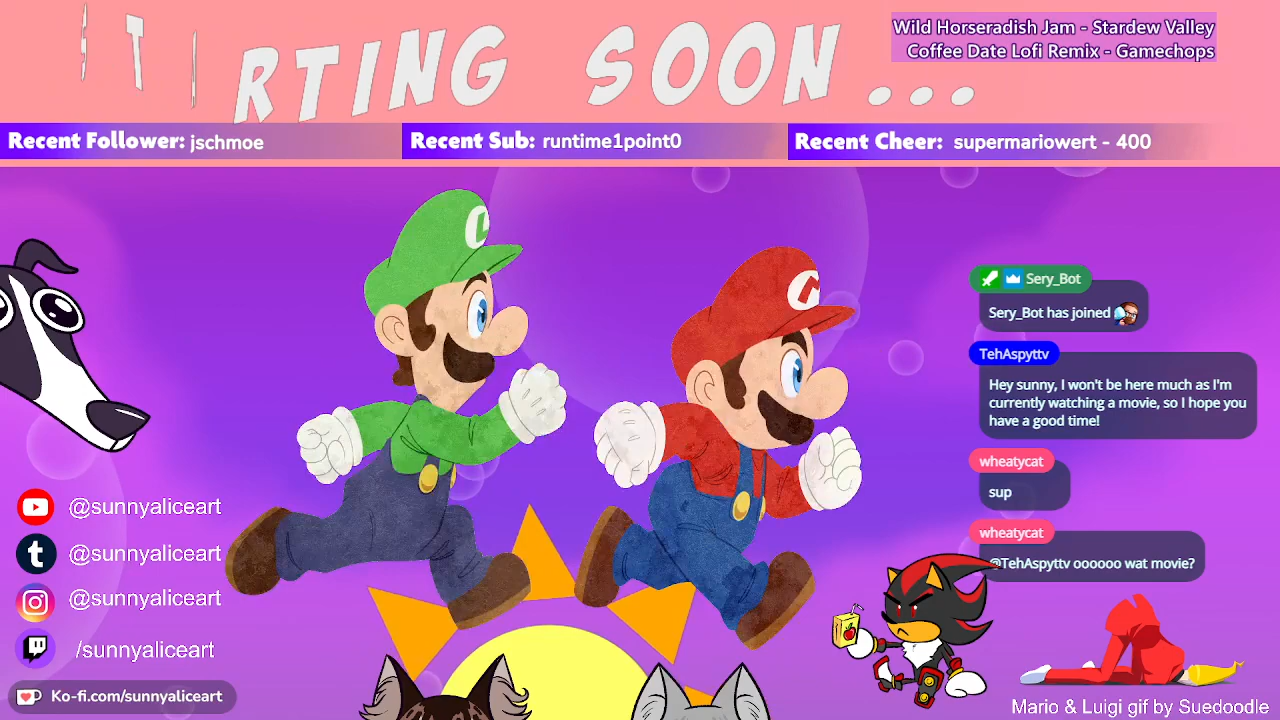 STARTING SOON...
Wild Horseradish Jam - Stardew Valley
Coffee Date Lofi Remix - Gamechops
Recent Follower: jschmoe
Recent Sub: runtime1point0
Recent Cheer: supermariowert - 400
L
M
Sery_Bot
Sery_Bot has joined
TehAspyttv
Hey sunny, I won't be here much as I'm
currently watching a movie, so I hope you
have a good time!
wheatycat
sup
wheatycat
@TehAspyttv oooooo wat movie?
@sunnyaliceart
t @sunnyaliceart
@sunnyaliceart
/sunnyaliceart
Ko-fi.com/sunnyaliceart
Mario & Luigi gif by Suedoodle